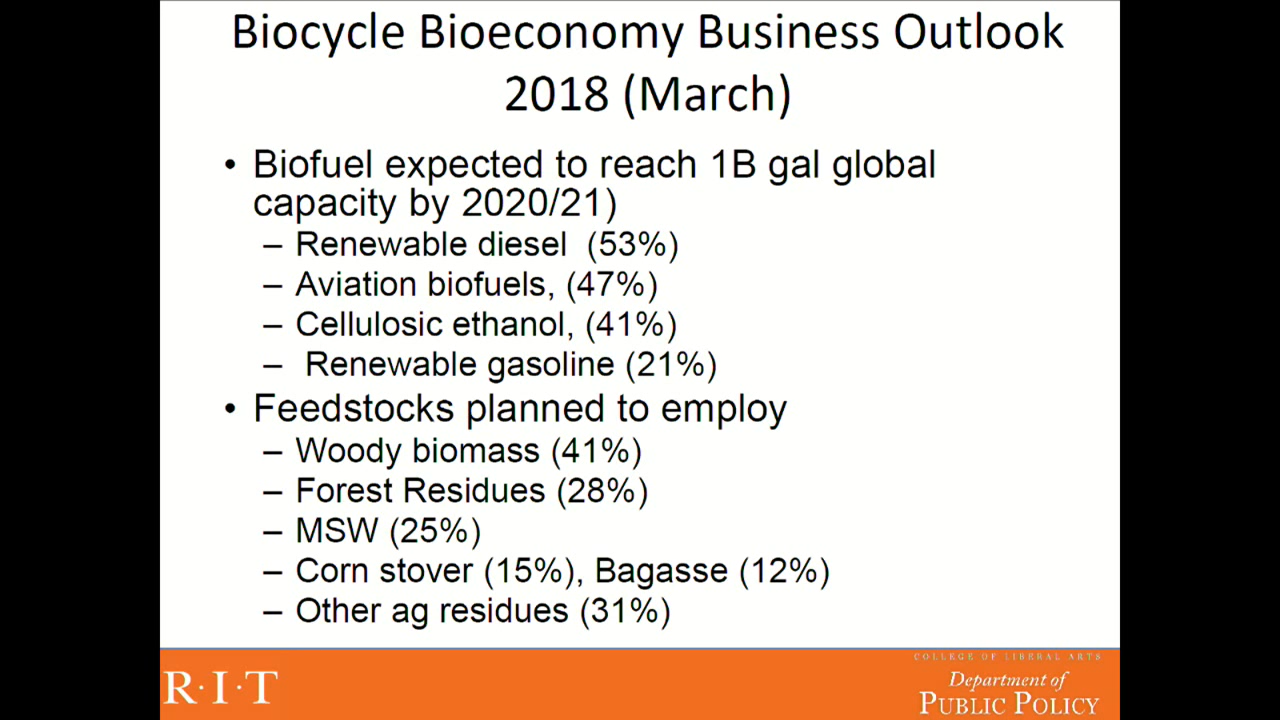 Biocycle Bioeconomy Business Outlook
2018 (March)
• Biofuel expected to reach 1B gal global
capacity by 2020/21)
– Renewable diesel  (53%)
– Aviation biofuels, (47%)
– Cellulosic ethanol, (41%)
–  Renewable gasoline (21%)
• Feedstocks planned to employ
– Woody biomass (41%)
– Forest Residues (28%)
– MSW (25%)
– Corn stover (15%), Bagasse (12%)
– Other ag residues (31%)
R·I·T
COLLEGE OF LIBERAL ARTS
Department of
PUBLIC POLICY